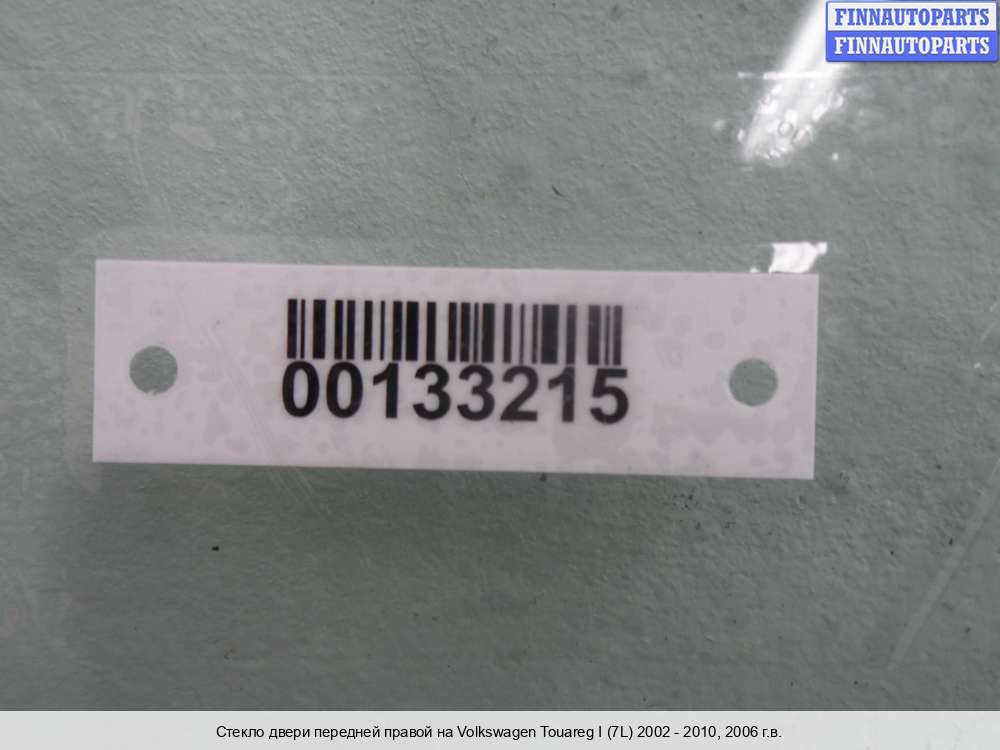 FINNAUTOPARTS
FINNAUTOPARTS
00133215
Стекло двери передней правой на Volkswagen Touareg I (7L) 2002 - 2010, 2006 г.в.